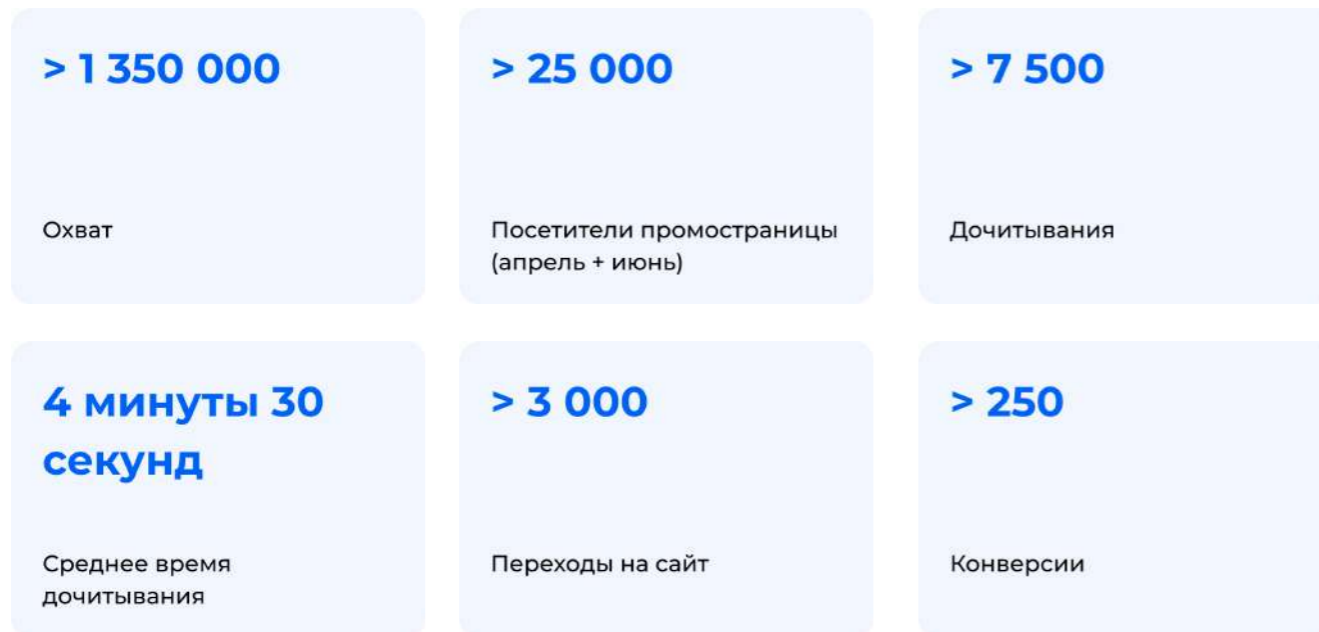 > 1 350 000
Охват
> 25 000
Посетители промостраницы
(апрель + июнь)
> 7 500
Дочитывания
4 минуты 30
секунд
Среднее время
дочитывания
> 3 000
Переходы на сайт
> 250
Конверсии